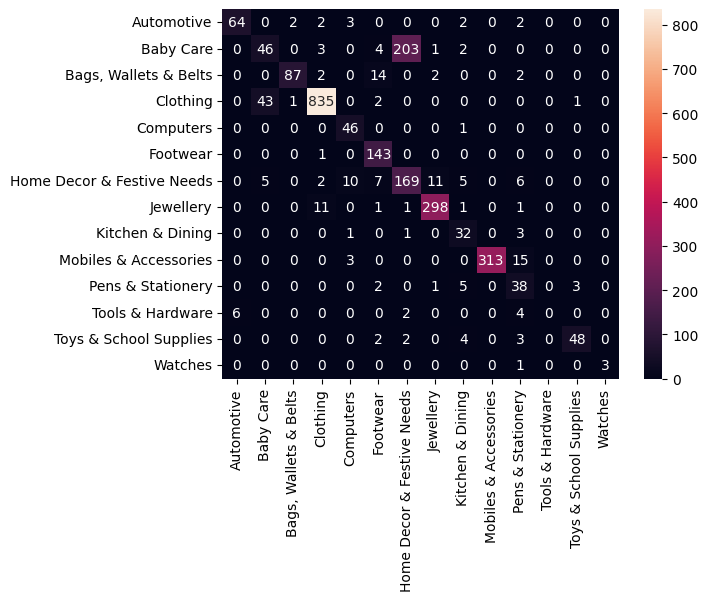 Automotive 64 0 2 2 3 0 0 0 2 0 2 0 0 0
Baby Care 0 46 0 3 0 4 203 1 2 0 0 0 0 0
Bags, Wallets & Belts 0 0 87 2 0 14 0 2 0 0 2 0 0 0
Clothing 0 43 1 835 0 2 0 0 0 0 0 0 1 0
Computers 0 0 0 0 46 0 0 0 1 0 0 0 0 0
Footwear 0 0 0 1 0 143 0 0 0 0 0 0 0 0
Home Decor & Festive Needs 0 5 0 2 10 7 169 11 5 0 6 0 0 0
Jewellery 0 0 0 11 0 1 1 298 1 0 1 0 0 0
Kitchen & Dining 0 0 0 0 1 0 1 0 32 0 3 0 0 0
Mobiles & Accessories 0 0 0 0 3 0 0 0 0 313 15 0 0 0
Pens & Stationery 0 0 0 0 0 2 0 1 5 0 38 0 3 0
Tools & Hardware 6 0 0 0 0 0 2 0 0 0 4 0 0 0
Toys & School Supplies 0 0 0 0 0 2 2 0 4 0 3 0 48 0
Watches 0 0 0 0 0 0 0 0 0 0 1 0 0 3
Automotive
Baby Care
Bags, Wallets & Belts
Clothing
Computers
Footwear
Home Decor & Festive Needs
Jewellery
Kitchen & Dining
Mobiles & Accessories
Pens & Stationery
Tools & Hardware
Toys & School Supplies
Watches
800
700
600
500
400
300
200
100
0